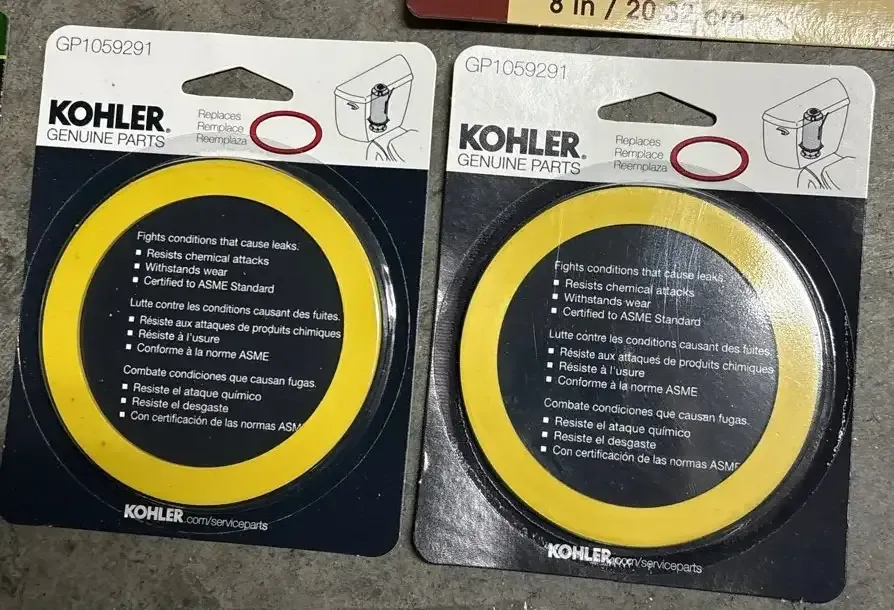 8 in / 20.32 cm
GP1059291
KOHLER®
GENUINE PARTS
Replaces
Remplace
Reemplaza
Fights conditions that cause leaks.
▪ Resists chemical attacks
▪ Withstands wear
▪ Certified to ASME Standard
Lutte contre les conditions causant des fuites.
▪ Résiste aux attaques de produits chimiques
▪ Résiste à l'usure
▪ Conforme à la norme ASME
Combate condiciones que causan fugas.
▪ Resiste el ataque químico
▪ Resiste el desgaste
▪ Con certificación de las normas ASM
KOHLER.com/serviceparts
GP1059291
KOHLER®
GENUINE PARTS
Replaces
Remplace
Reemplaza
Fights conditions that cause leaks.
▪ Resists chemical attacks
▪ Withstands wear
▪ Certified to ASME Standard
Lutte contre les conditions causant des fuites.
▪ Résiste aux attaques de produits chimiques
▪ Résiste à l'usure
▪ Conforme à la norme ASME
Combate condiciones que causan fugas.
▪ Resiste el ataque químico
▪ Resiste el desgaste
▪ Con certificación de las normas ASME
KOHLER.com/serviceparts